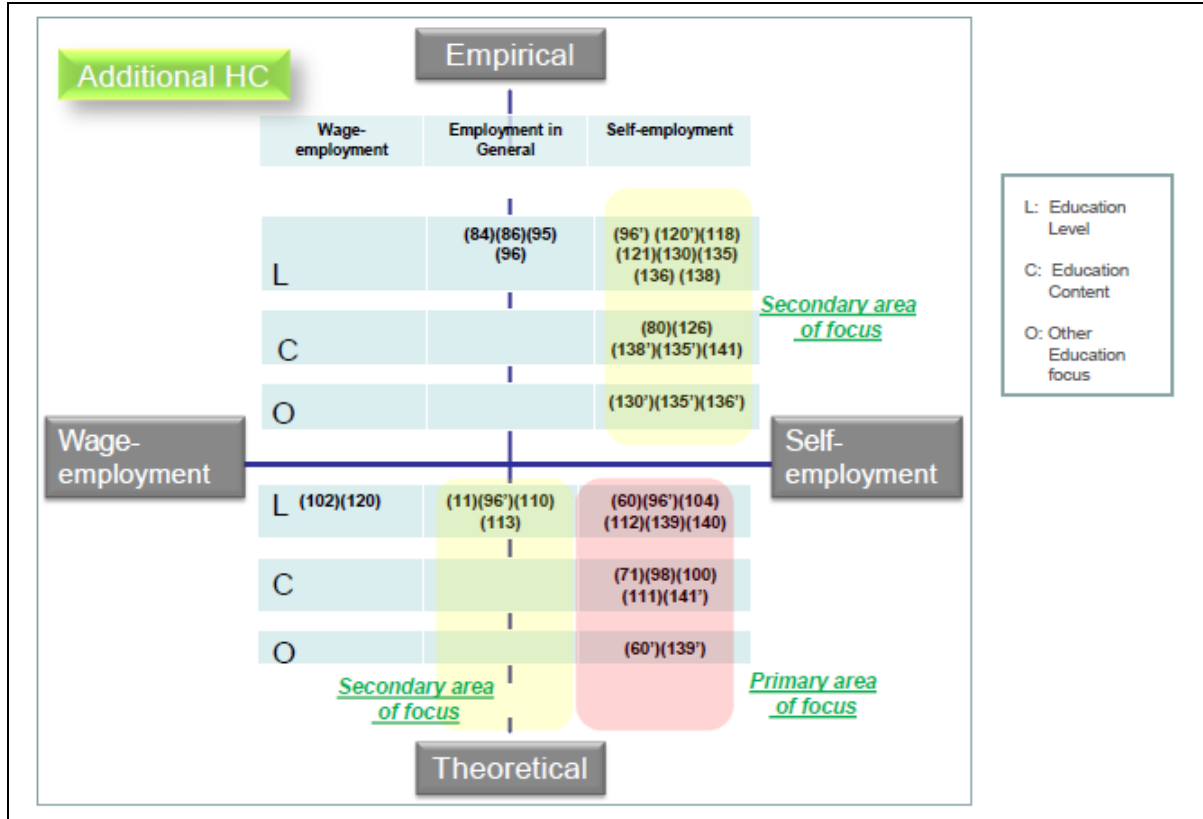 Empirical
Additional HC
Wage-
employment
Employment in
General
Self-employment
L
(84)(86)(95)
(96)
(96’) (120’)(118)
(121)(130)(135)
(136) (138)
Secondary area
of focus
C
(80)(126)
(138’)(135’)(141)
O
(130’)(135’)(136’)
Wage-
employment
Self-
employment
L (102)(120)
(11)(96’)(110)
(113)
(60)(96’)(104)
(112)(139)(140)
C
(71)(98)(100)
(111)(141’)
O
(60’)(139’)
Secondary area
of focus
Primary area
of focus
Theoretical
L: Education
Level
C: Education
Content
O: Other
Education
focus